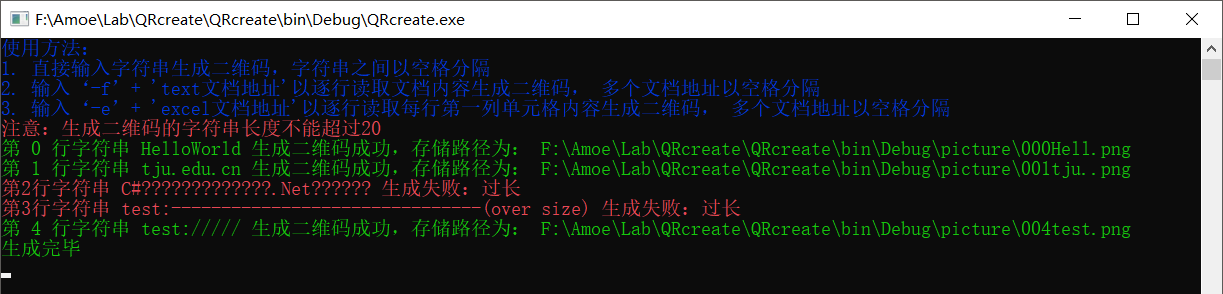 F:\Amoe\Lab\QRcreate\QRcreate\bin\Debug\QRcreate.exe
使用方法：
1. 直接输入字符串生成二维码，字符串之间以空格分隔
2. 输入‘-f’+ 'text文档地址'以逐行读取文档内容生成二维码， 多个文档地址以空格分隔
3. 输入‘-e’+ 'excel文档地址'以逐行读取每行第一列单元格内容生成二维码， 多个文档地址以空格分隔
注意：生成二维码的字符串长度不能超过20
第 0 行字符串 HelloWorld 生成二维码成功，存储路径为： F:\Amoe\Lab\QRcreate\QRcreate\bin\Debug\picture\000Hell.png
第 1 行字符串 tju.edu.cn 生成二维码成功，存储路径为： F:\Amoe\Lab\QRcreate\QRcreate\bin\Debug\picture\001tju..png
第2行字符串 C#?????????????.Net?????? 生成失败：过长
第3行字符串 test:-------------------------------(over size) 生成失败：过长
第 4 行字符串 test:///// 生成二维码成功，存储路径为： F:\Amoe\Lab\QRcreate\QRcreate\bin\Debug\picture\004test.png
生成完毕